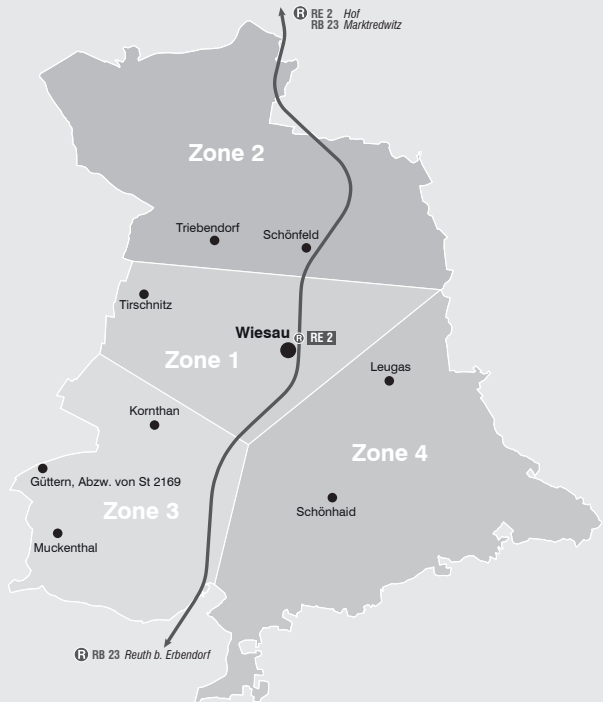 R RE 2 Hof
RB 23 Marktredwitz
Zone 2
Triebendorf
Schönfeld
Tirschnitz
Wiesau R RE 2
Zone 1
Leugas
Kornthan
Zone 4
Güttern, Abzw. von St 2169
Zone 3
Schönhaid
Muckenthal
R RB 23 Reuth b. Erbendorf